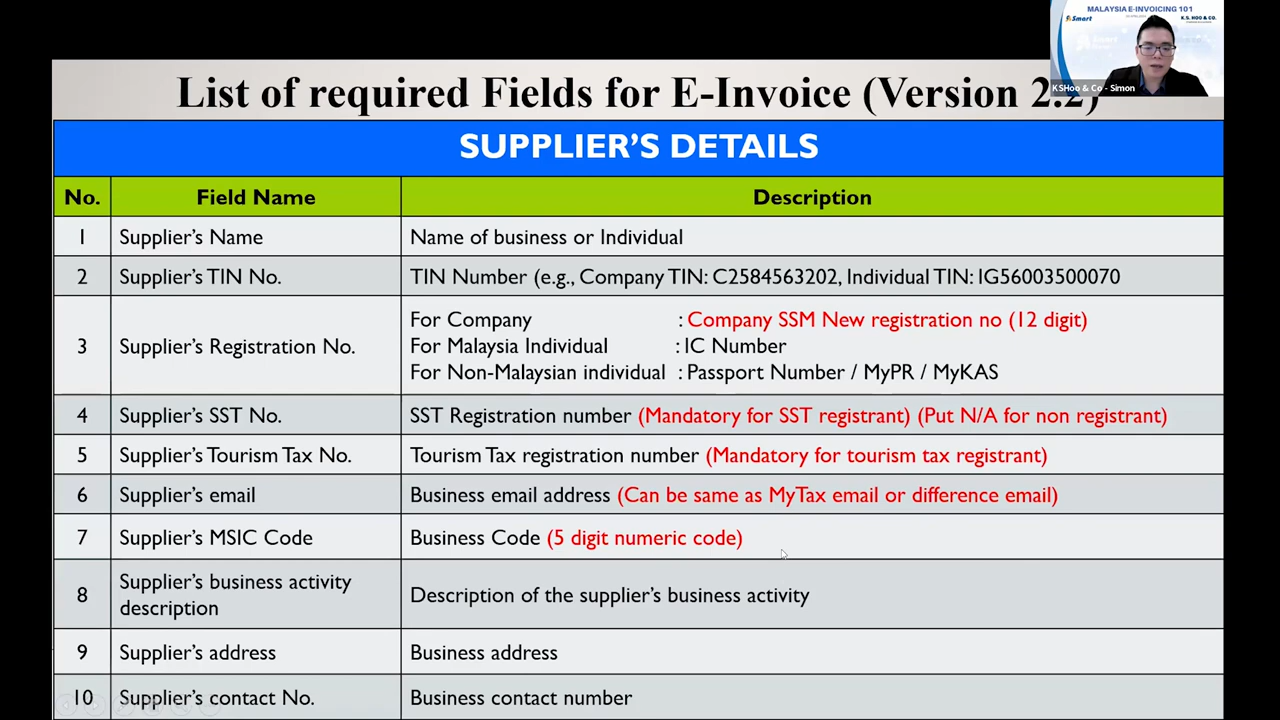 MALAYSIA E-INVOICING 101
Smart
K.S. HOO & CO.
KSHoo & Co - Simon
List of required Fields for E-Invoice (Version 2.2)
SUPPLIER'S DETAILS
No. Field Name Description
1 Supplier's Name Name of business or Individual
2 Supplier's TIN No. TIN Number (e.g., Company TIN: C2584563202, Individual TIN: IG56003500070
3 Supplier's Registration No. For Company : Company SSM New registration no (12 digit)
For Malaysia Individual : IC Number
For Non-Malaysian individual : Passport Number / MyPR / MyKAS
4 Supplier's SST No. SST Registration number (Mandatory for SST registrant) (Put N/A for non registrant)
5 Supplier's Tourism Tax No. Tourism Tax registration number (Mandatory for tourism tax registrant)
6 Supplier's email Business email address (Can be same as MyTax email or difference email)
7 Supplier's MSIC Code Business Code (5 digit numeric code)
8 Supplier's business activity description Description of the supplier's business activity
9 Supplier's address Business address
10 Supplier's contact No. Business contact number